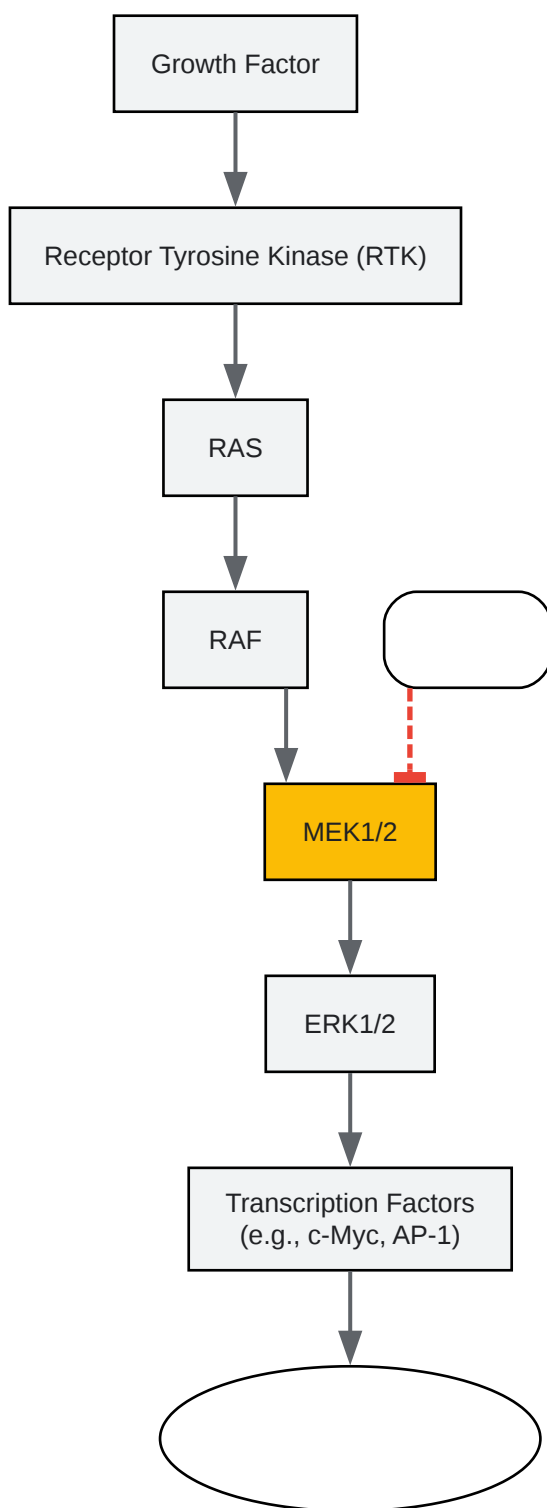 Growth Factor
Receptor Tyrosine Kinase (RTK)
RAS
RAF
MEK1/2
ERK1/2
Transcription Factors
(e.g., c-Myc, AP-1)